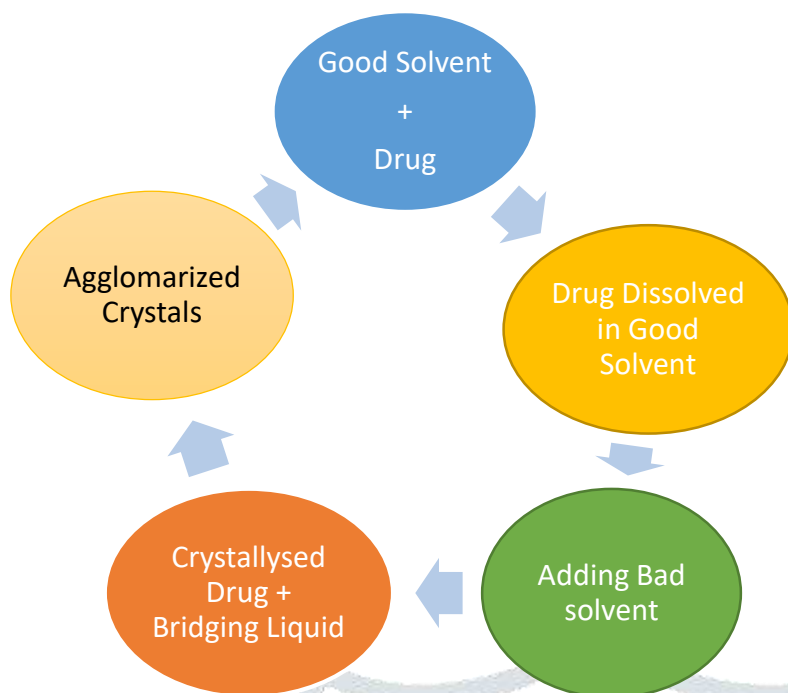 Good Solvent
+
Drug
Drug Dissolved
in Good
Solvent
Adding Bad
solvent
Crystallysed
Drug +
Bridging Liquid
Agglomarized
Crystals